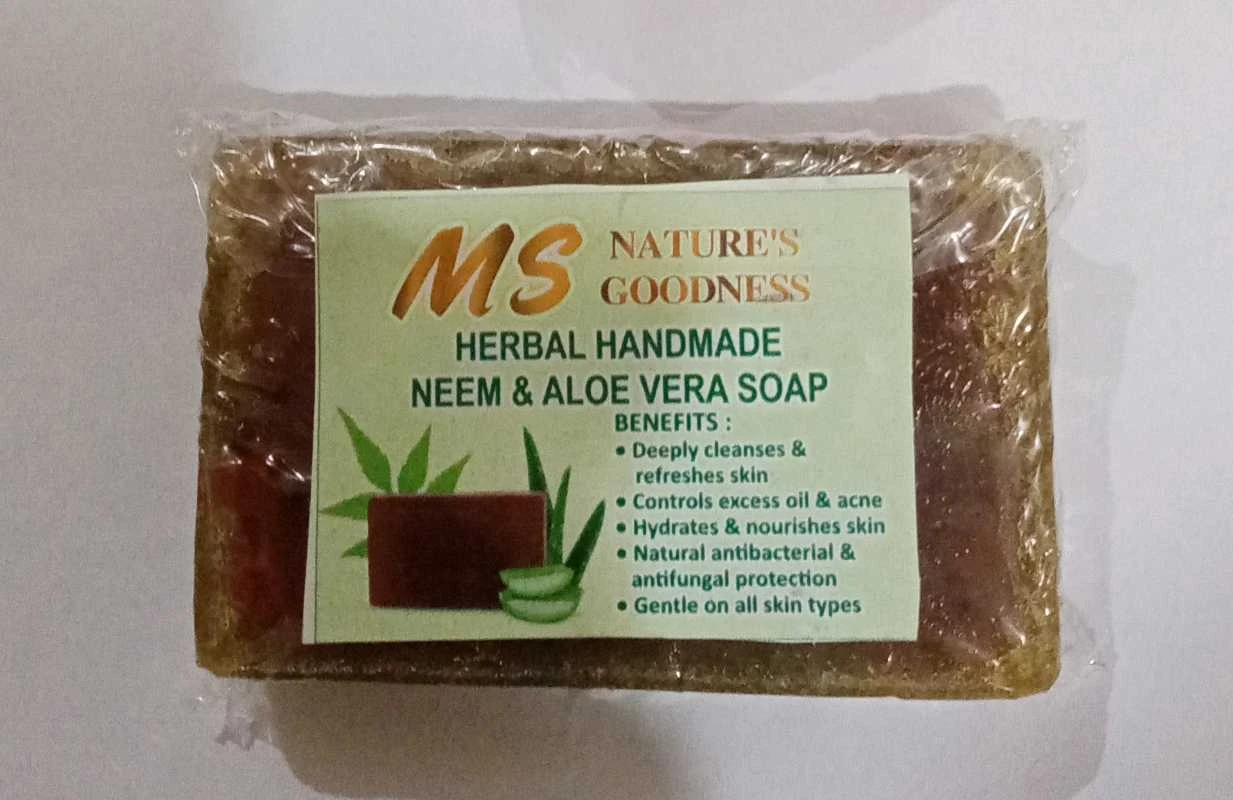 MS NATURE'S
GOODNESS
HERBAL HANDMADE
NEEM & ALOE VERA SOAP
BENEFITS :
• Deeply cleanses &
refreshes skin
• Controls excess oil & acne
• Hydrates & nourishes skin
• Natural antibacterial &
antifungal protection
• Gentle on all skin types